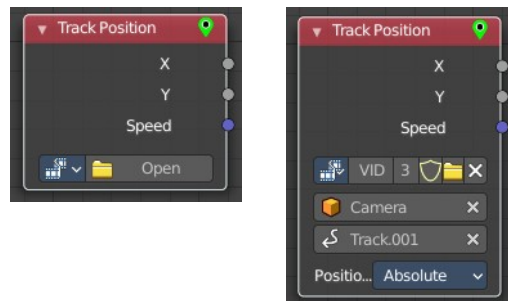 Track Position
X
Y
Speed
Open
Track Position
X
Y
Speed
VID 3
Camera
Track.001
Positio... Absolute